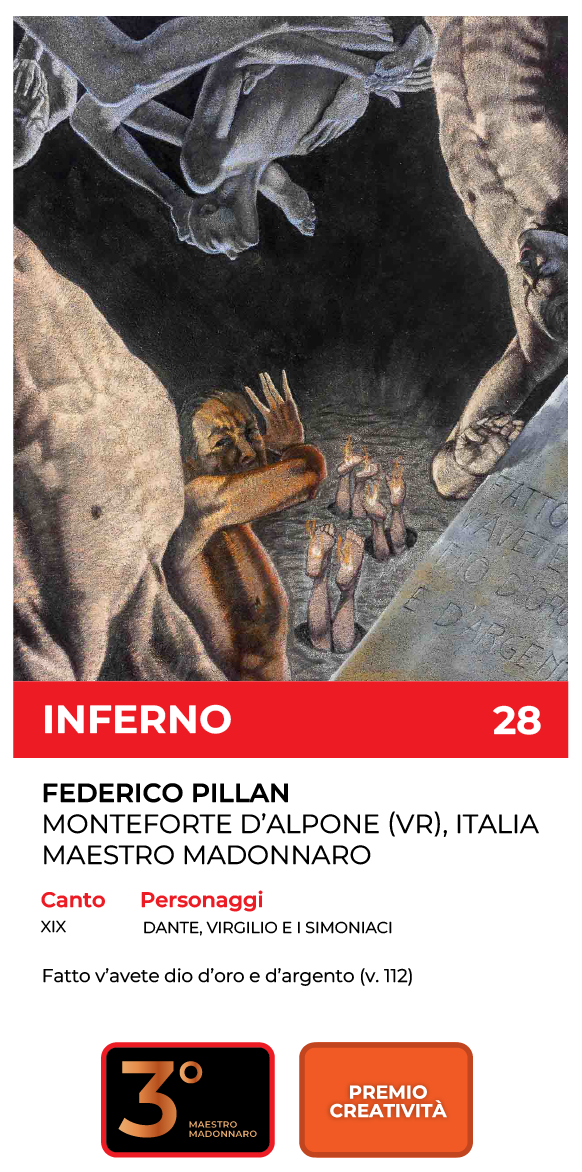 FATTO
V'AVETE
DIO D'ORO
E D'ARGENT
INFERNO
28
FEDERICO PILLAN
MONTEFORTE D'ALPONE (VR), ITALIA
MAESTRO MADONNARO
Canto Personaggi
XIX DANTE, VIRGILIO E I SIMONIACI
Fatto v'avete dio d'oro e d'argento (v. 112)
3°
MAESTRO
MADONNARO
PREMIO
CREATIVITÀ